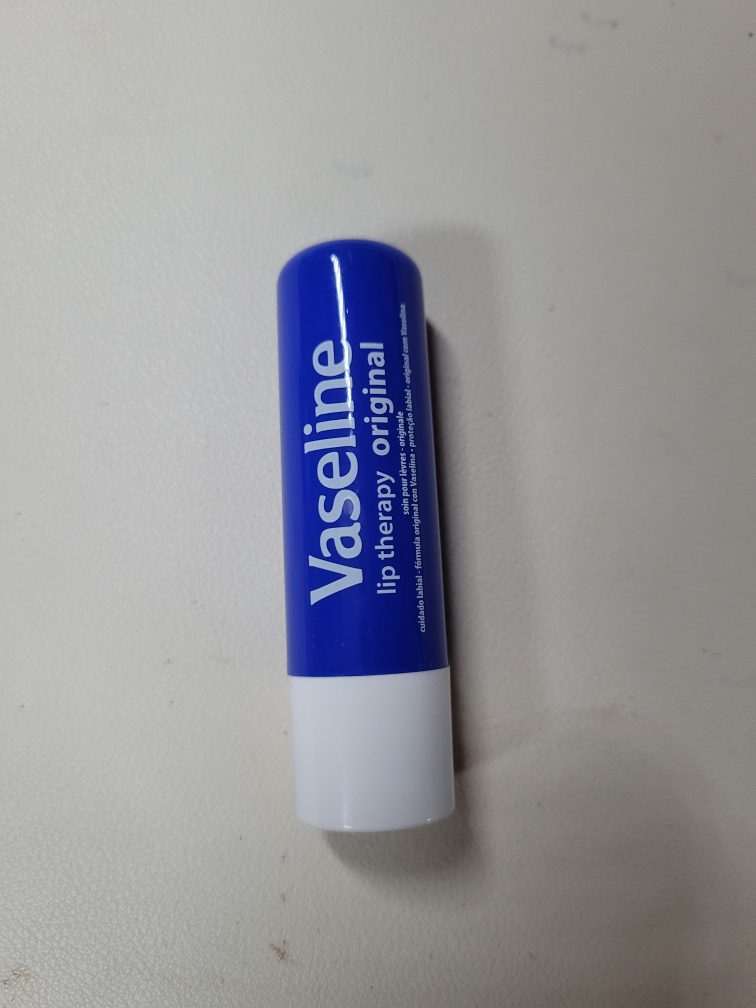 Vaseline
lip therapy original
soin pour lèvres - originale
cuidado labial - fórmula original con Vaselina - proteção labial - original com Vaselina